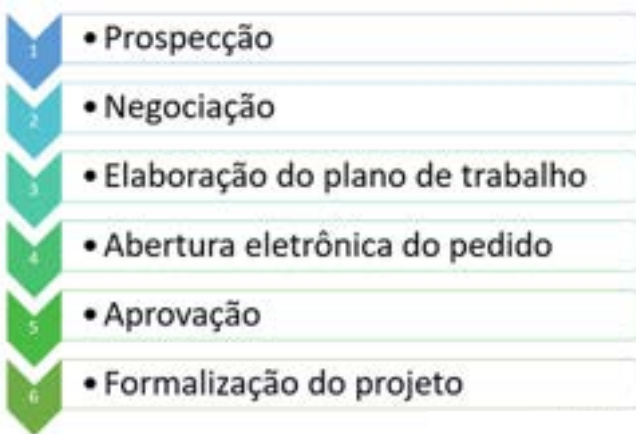 1
• Prospecção
2
• Negociação
3
• Elaboração do plano de trabalho
4
• Abertura eletrônica do pedido
5
• Aprovação
6
• Formalização do projeto